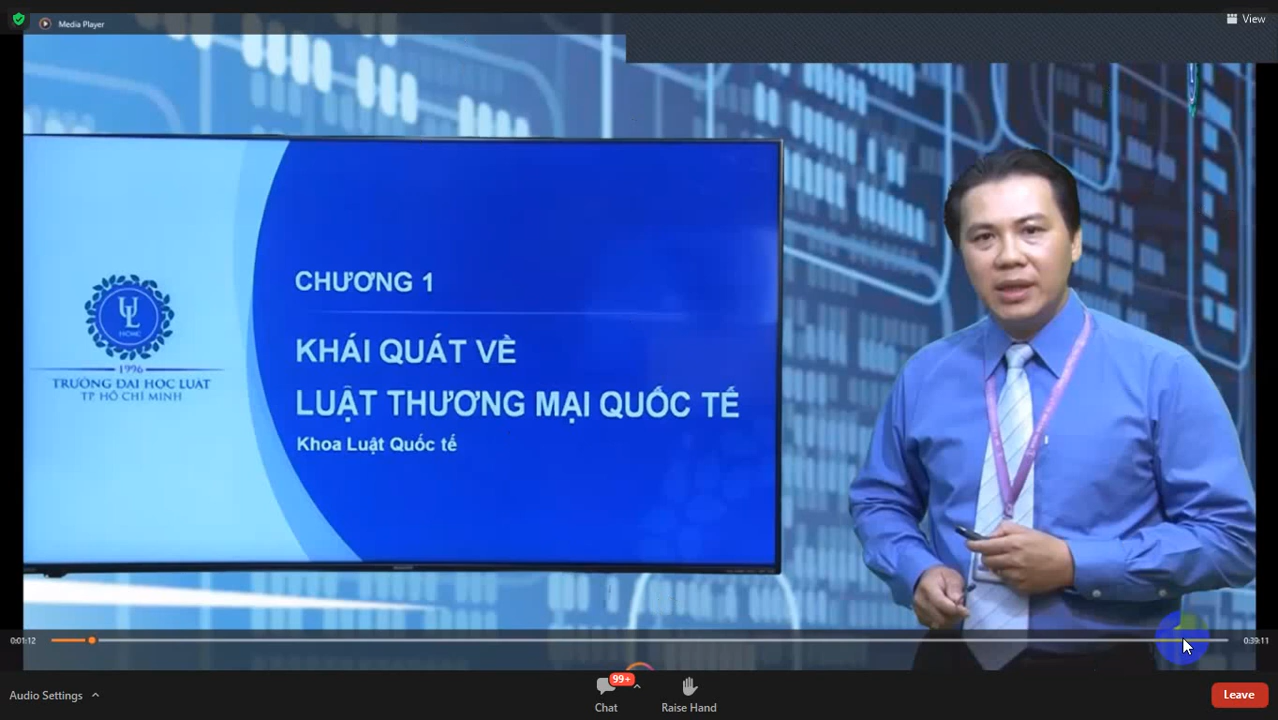 Media Player
View
CHƯƠNG 1
KHÁI QUÁT VỀ
LUẬT THƯƠNG MẠI QUỐC TẾ
Khoa Luật Quốc tế
UL
HCMC
1996
TRƯỜNG ĐẠI HỌC LUẬT
TP HỒ CHÍ MINH
0:01:12
0:39:11
Audio Settings
99+
Chat
Raise Hand
Leave